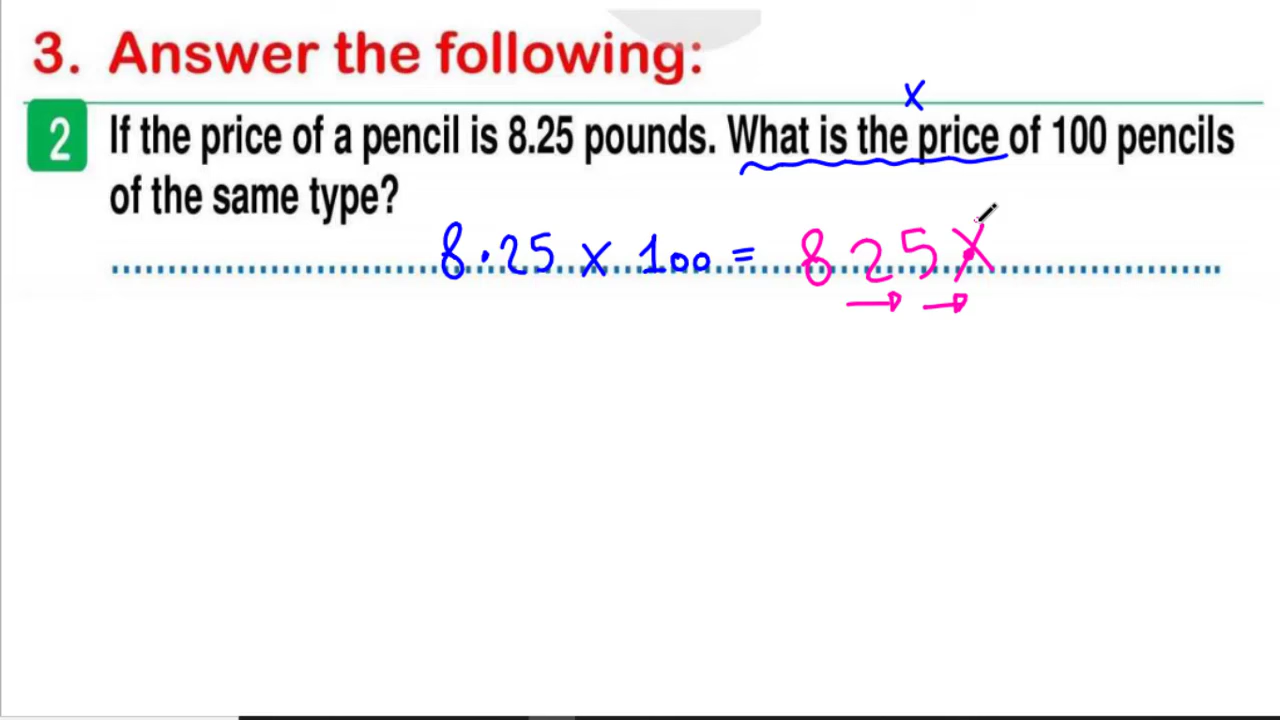 3. Answer the following:
x
2 If the price of a pencil is 8.25 pounds. What is the price of 100 pencils
of the same type?
8.25 x 100 = 825